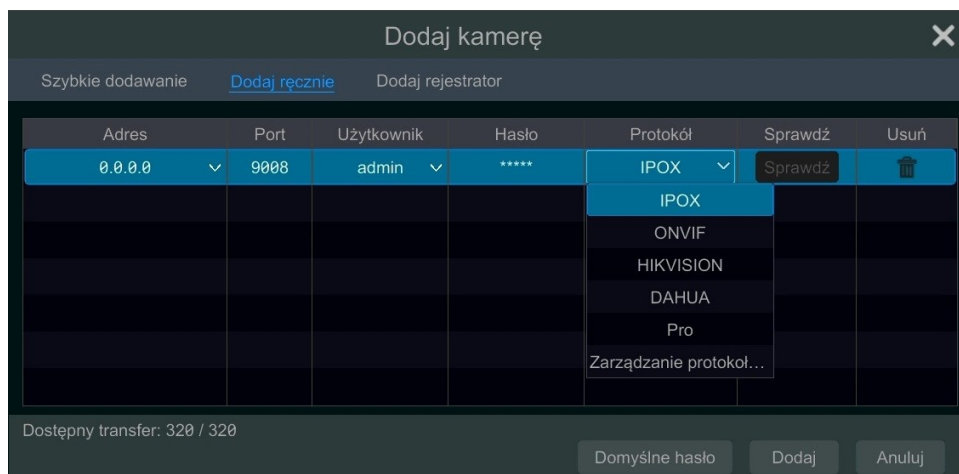 Dodaj kamerę
Szybkie dodawanie Dodaj ręcznie Dodaj rejestrator
Adres Port Użytkownik Hasło Protokół Sprawdź Usuń
0.0.0.0 9008 admin ***** IPOX Sprawdź
IPOX
ONVIF
HIKVISION
DAHUA
Pro
Zarządzanie protokoł...
Dostępny transfer: 320 / 320
Domyślne hasło Dodaj Anuluj